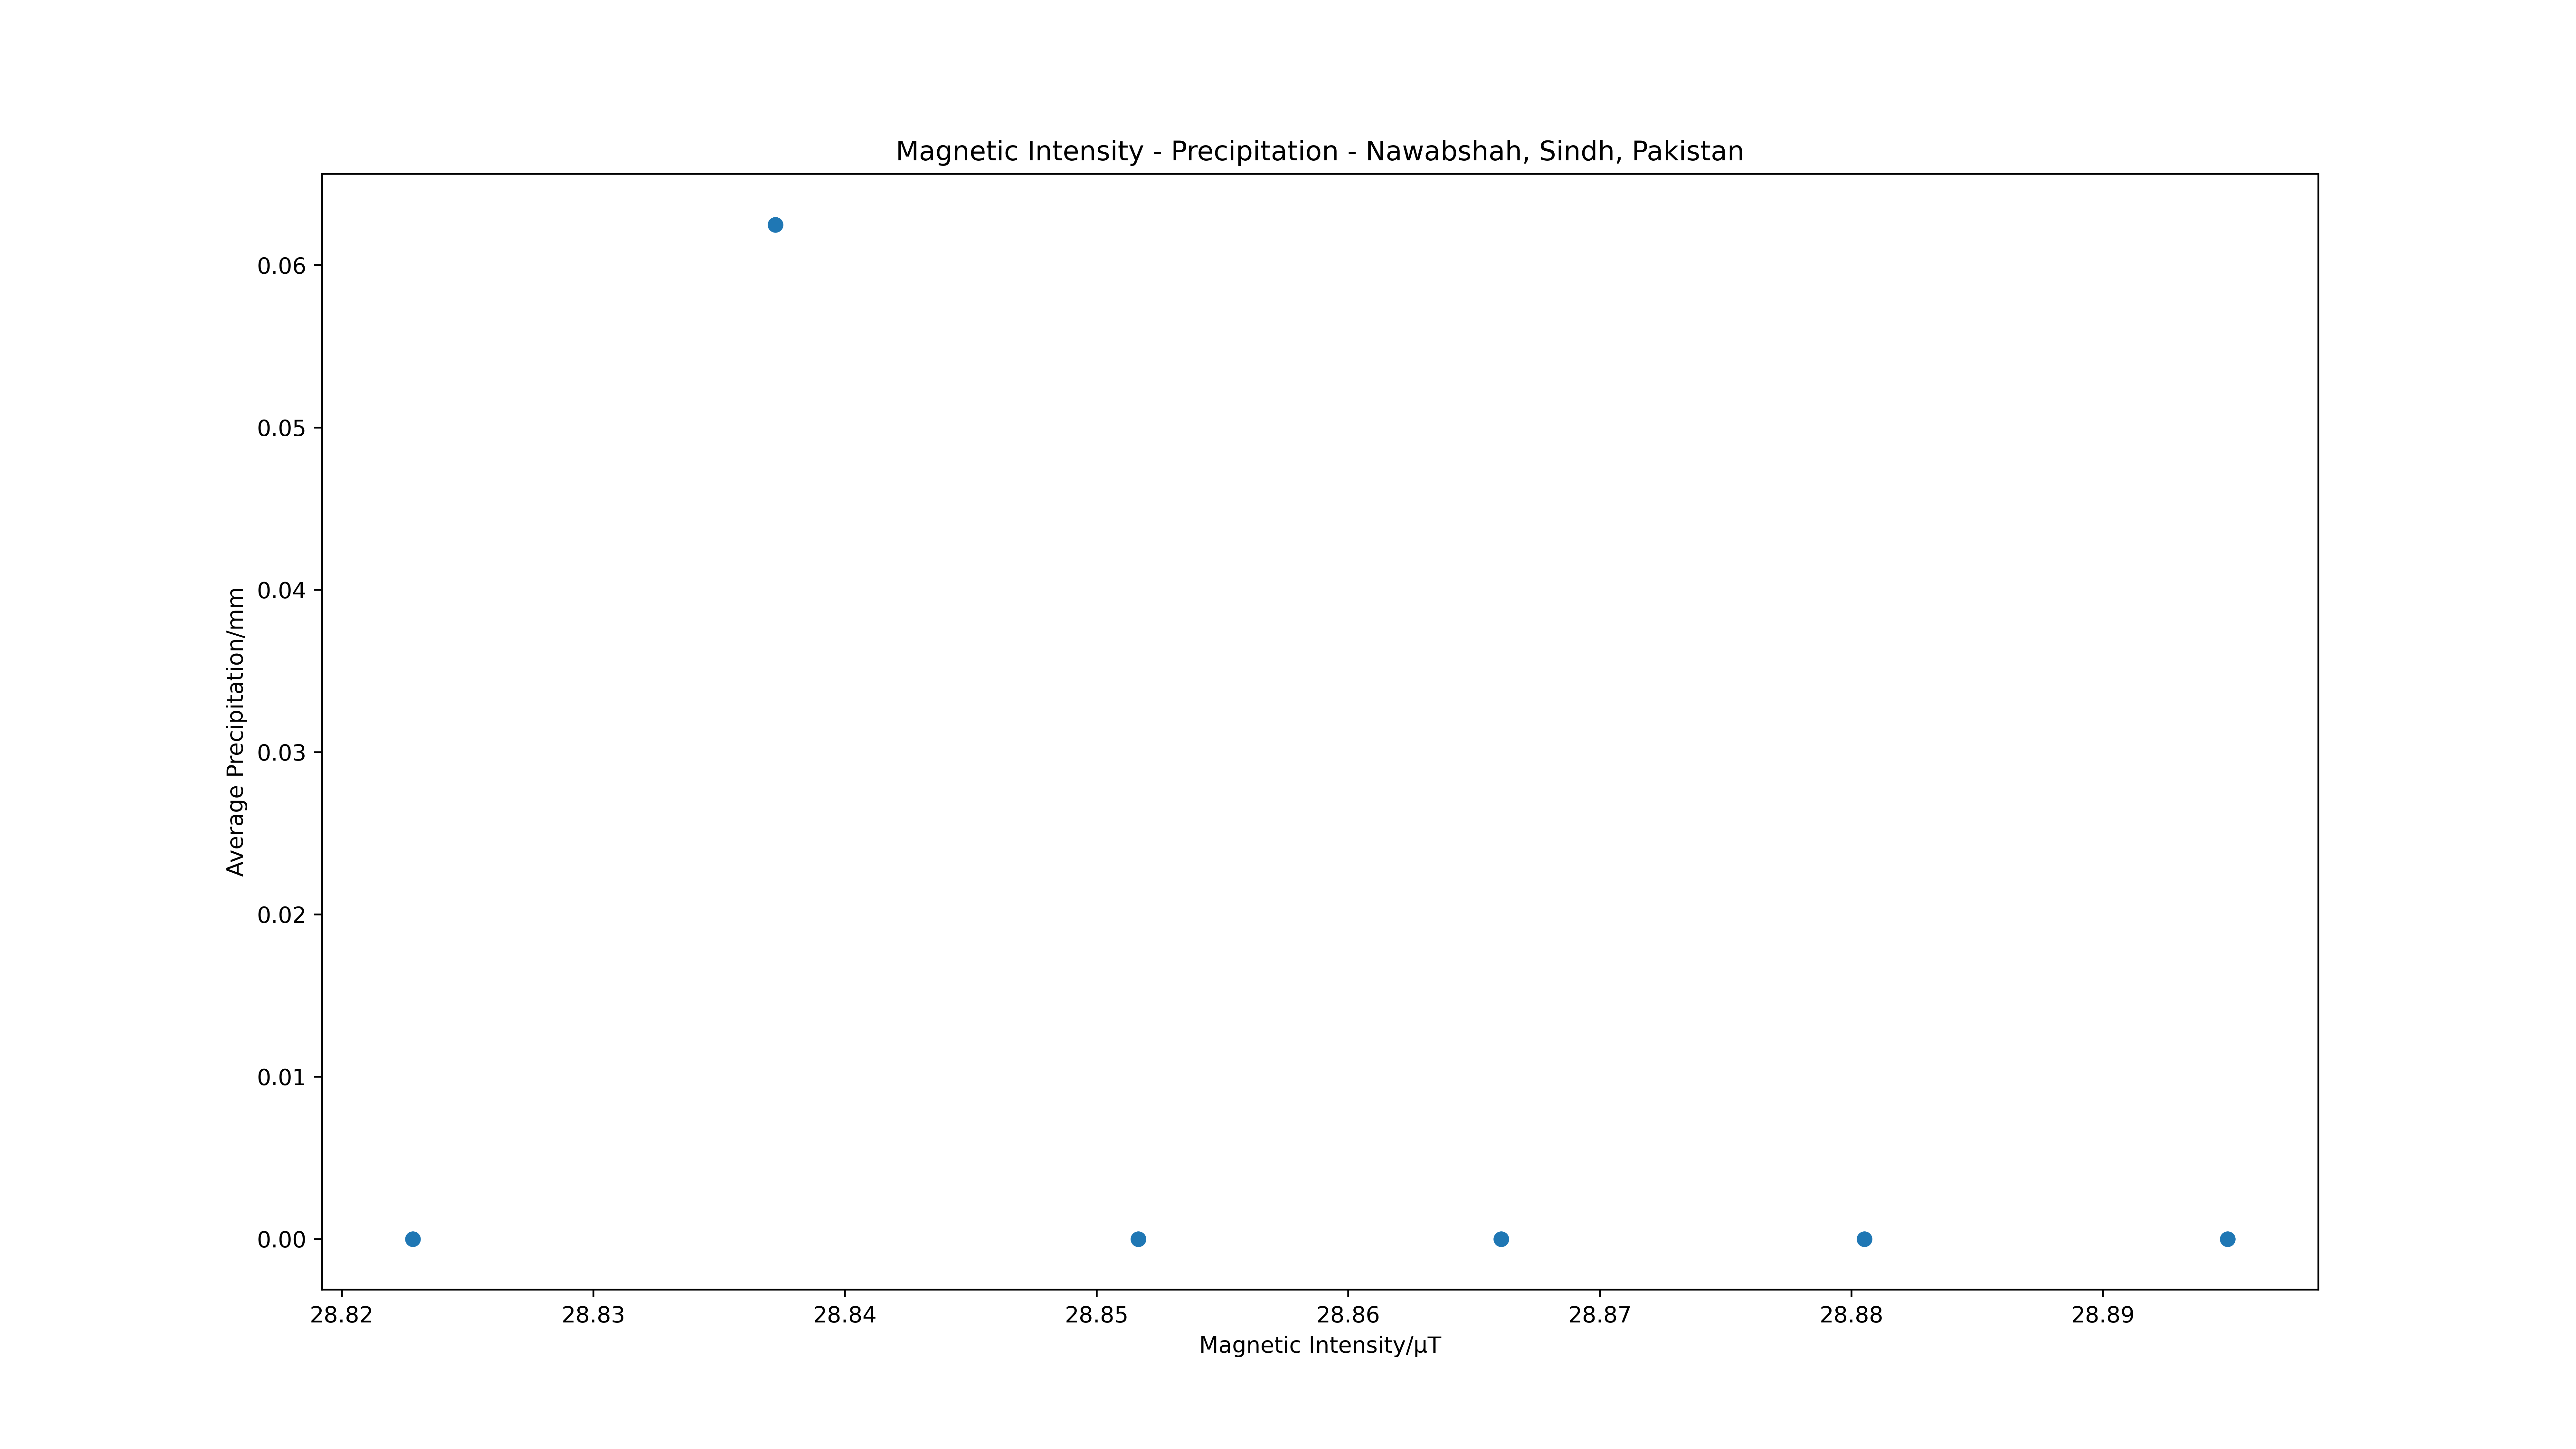 Magnetic Intensity - Precipitation - Nawabshah, Sindh, Pakistan
0.06
0.05
0.04
0.03
0.02
0.01
0.00
Average Precipitation/mm
28.82 28.83 28.84 28.85 28.86 28.87 28.88 28.89
Magnetic Intensity/μT